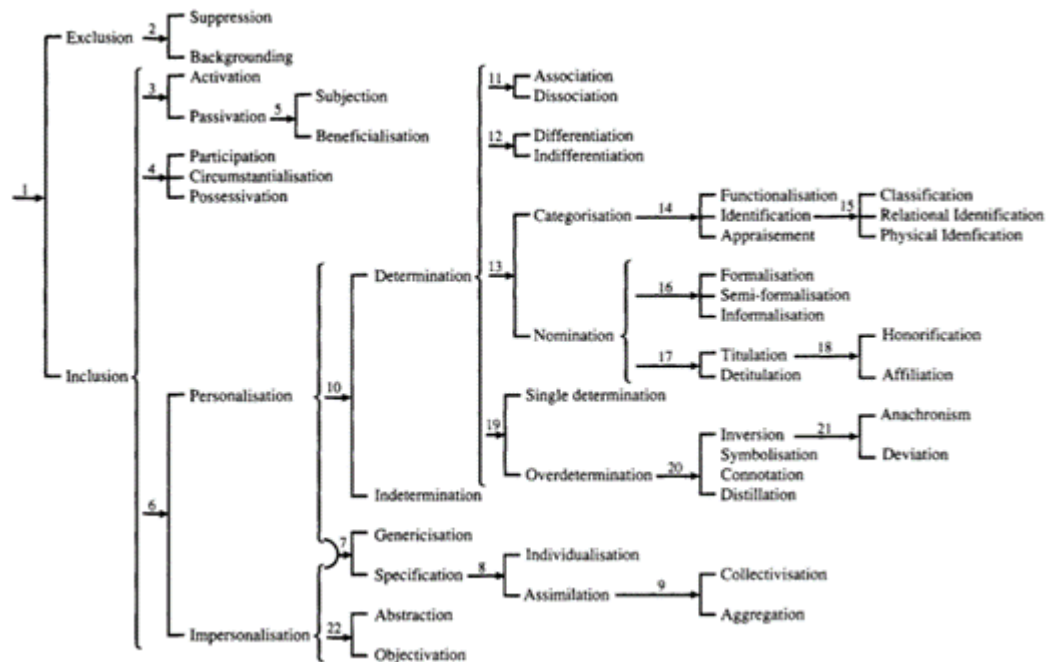 Suppression
Exclusion 2
Backgrounding
Activation
3
Passivation 5
Subjection
Beneficialisation
Participation
4 Circumstantialisation
Possessivation
1
Inclusion
11 Association
Dissociation
12 Differentiation
Indifferentiation
Categorisation 14
Functionalisation
Identification 15
Appraisement
Classification
Relational Identification
Physical Idenfication
Determination 13
Nomination
16
Formalisation
Semi-formalisation
Informalisation
17 Titulation 18
Detitulation
Honorification
Affiliation
Personalisation 10
Single determination
19
Overdetermination 20
Inversion 21
Symbolisation
Connotation
Distillation
Anachronism
Deviation
Indetermination
6
7 Genericisation
Specification 8
Individualisation
Assimilation 9
Collectivisation
Aggregation
Impersonalisation 22
Abstraction
Objectivation